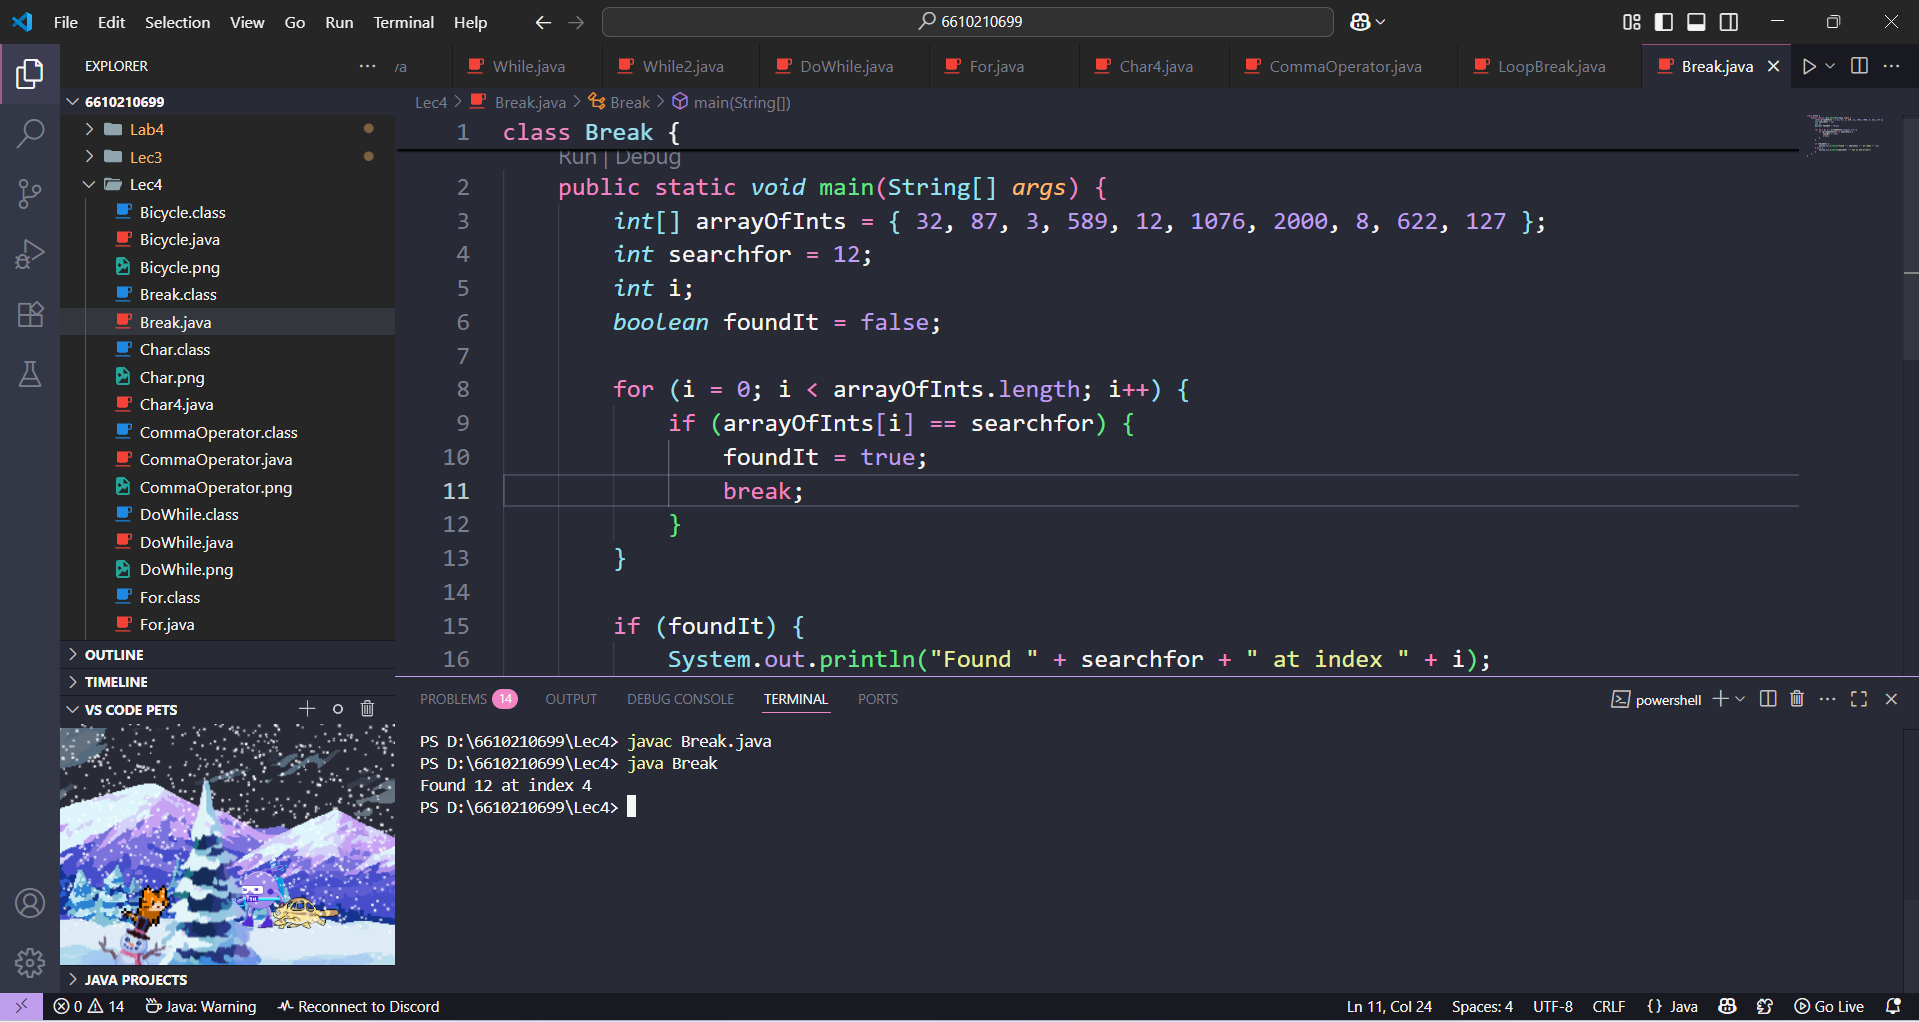 File Edit Selection View Go Run Terminal Help
6610210699
EXPLORER
va
While.java
While2.java
DoWhile.java
For.java
Char4.java
CommaOperator.java
LoopBreak.java
Break.java
6610210699
Lab4
Lec3
Lec4
Bicycle.class
Bicycle.java
Bicycle.png
Break.class
Break.java
Char.class
Char.png
Char4.java
CommaOperator.class
CommaOperator.java
CommaOperator.png
DoWhile.class
DoWhile.java
DoWhile.png
For.class
For.java
OUTLINE
TIMELINE
VS CODE PETS
JAVA PROJECTS
Lec4 > Break.java > Break > main(String[])
1 class Break {
Run | Debug
2 public static void main(String[] args) {
3 int[] arrayOfInts = { 32, 87, 3, 589, 12, 1076, 2000, 8, 622, 127 };
4 int searchfor = 12;
5 int i;
6 boolean foundIt = false;
7
8 for (i = 0; i < arrayOfInts.length; i++) {
9 if (arrayOfInts[i] == searchfor) {
10 foundIt = true;
11 break;
12 }
13 }
14
15 if (foundIt) {
16 System.out.println("Found " + searchfor + " at index " + i);
PROBLEMS 14 OUTPUT DEBUG CONSOLE TERMINAL PORTS
powershell
PS D:\6610210699\Lec4> javac Break.java
PS D:\6610210699\Lec4> java Break
Found 12 at index 4
PS D:\6610210699\Lec4>
0 14 Java: Warning Reconnect to Discord
Ln 11, Col 24 Spaces: 4 UTF-8 CRLF {} Java Go Live